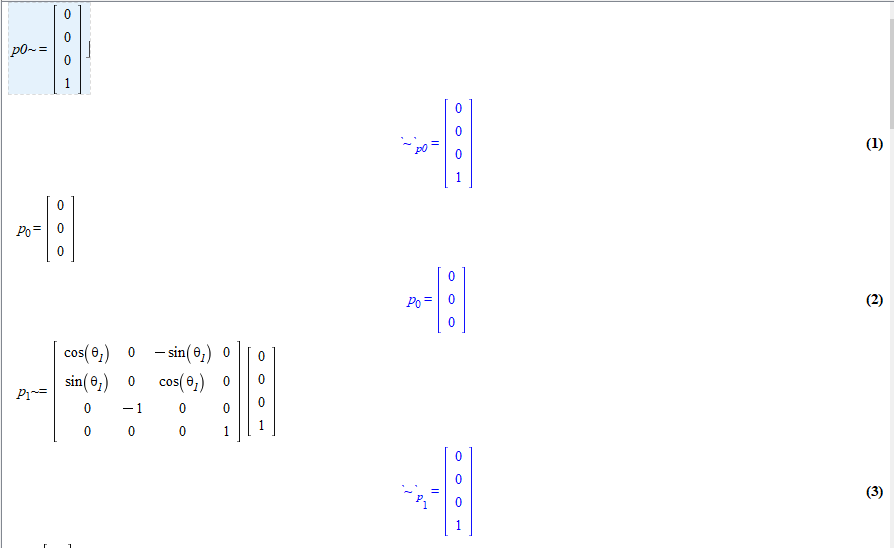 p0~ =
0
0
0
1
`~`p0 =
0
0
0
1
(1)
p0 =
0
0
0
p0 =
0
0
0
(2)
p1~=
cos(θ1) 0 −sin(θ1) 0 0
sin(θ1) 0 cos(θ1) 0 0
0 −1 0 0 0
0 0 0 1 1
`~`p1 =
0
0
0
1
(3)